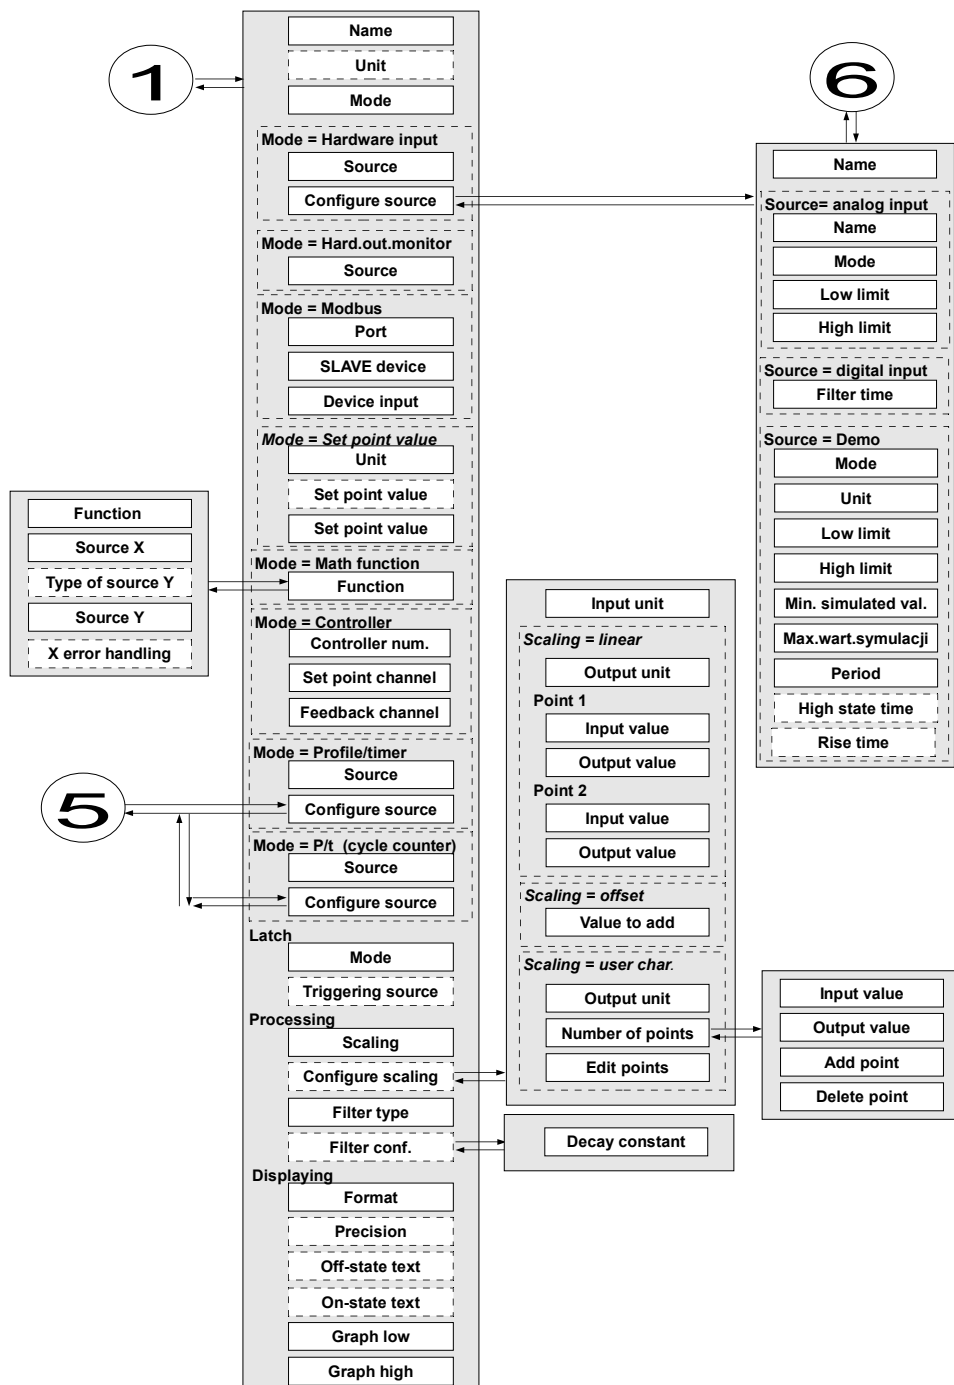 1
Name
Unit
Mode
Mode = Hardware input
Source
Configure source
Mode = Hard.out.monitor
Source
Mode = Modbus
Port
SLAVE device
Device input
Mode = Set point value
Unit
Set point value
Set point value
Mode = Math function
Function
Mode = Controller
Controller num.
Set point channel
Feedback channel
Mode = Profile/timer
Source
Configure source
Mode = P/t (cycle counter)
Source
Configure source
Latch
Mode
Triggering source
Processing
Scaling
Configure scaling
Filter type
Filter conf.
Displaying
Format
Precision
Off-state text
On-state text
Graph low
Graph high
Function
Source X
Type of source Y
Source Y
X error handling
5
Input unit
Scaling = linear
Output unit
Point 1
Input value
Output value
Point 2
Input value
Output value
Scaling = offset
Value to add
Scaling = user char.
Output unit
Number of points
Edit points
Decay constant
6
Name
Source= analog input
Name
Mode
Low limit
High limit
Source = digital input
Filter time
Source = Demo
Mode
Unit
Low limit
High limit
Min. simulated val.
Max.wart.symulacji
Period
High state time
Rise time
Input value
Output value
Add point
Delete point